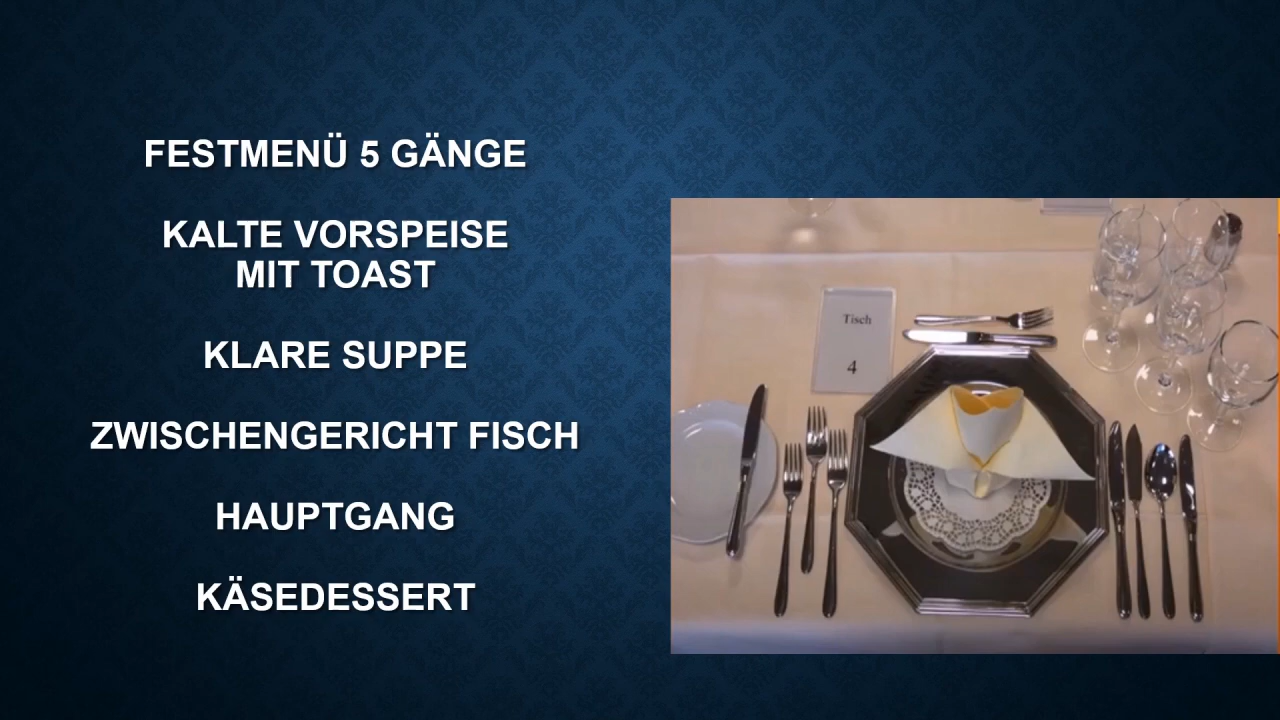 FESTMENÜ 5 GÄNGE
KALTE VORSPEISE
MIT TOAST
KLARE SUPPE
ZWISCHENGERICHT FISCH
HAUPTGANG
KÄSEDESSERT
Tisch
4